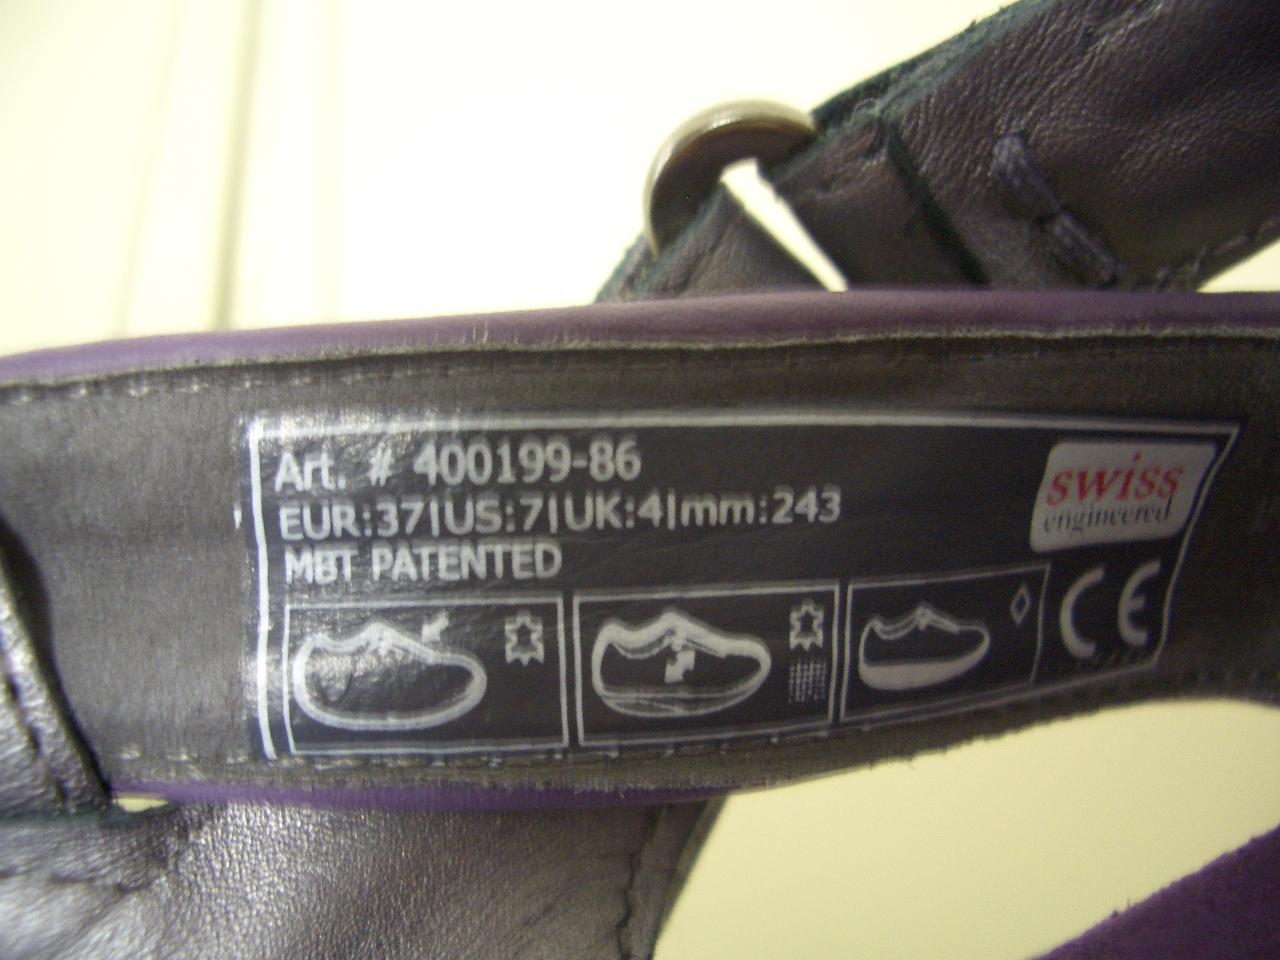 Art. # 400199-86
EUR:37|US:7|UK:4|mm:243
MBT PATENTED
swiss
engineered
CE